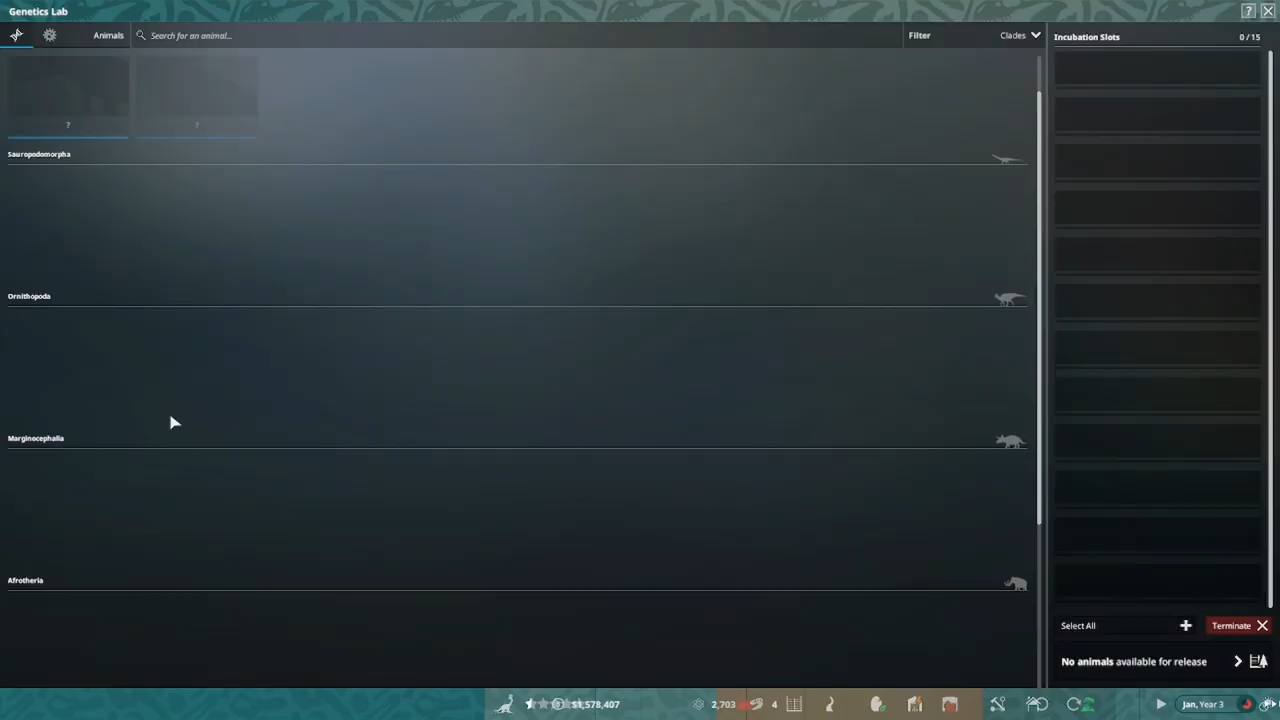 Genetics Lab
?
Animals
Search for an animal...
Filter
Clades
Incubation Slots
0 / 15
?
?
Sauropodomorpha
Ornithopoda
Marginocephalia
Afrotheria
Select All
Terminate
No animals available for release
2,703
4
Jan, Year 3